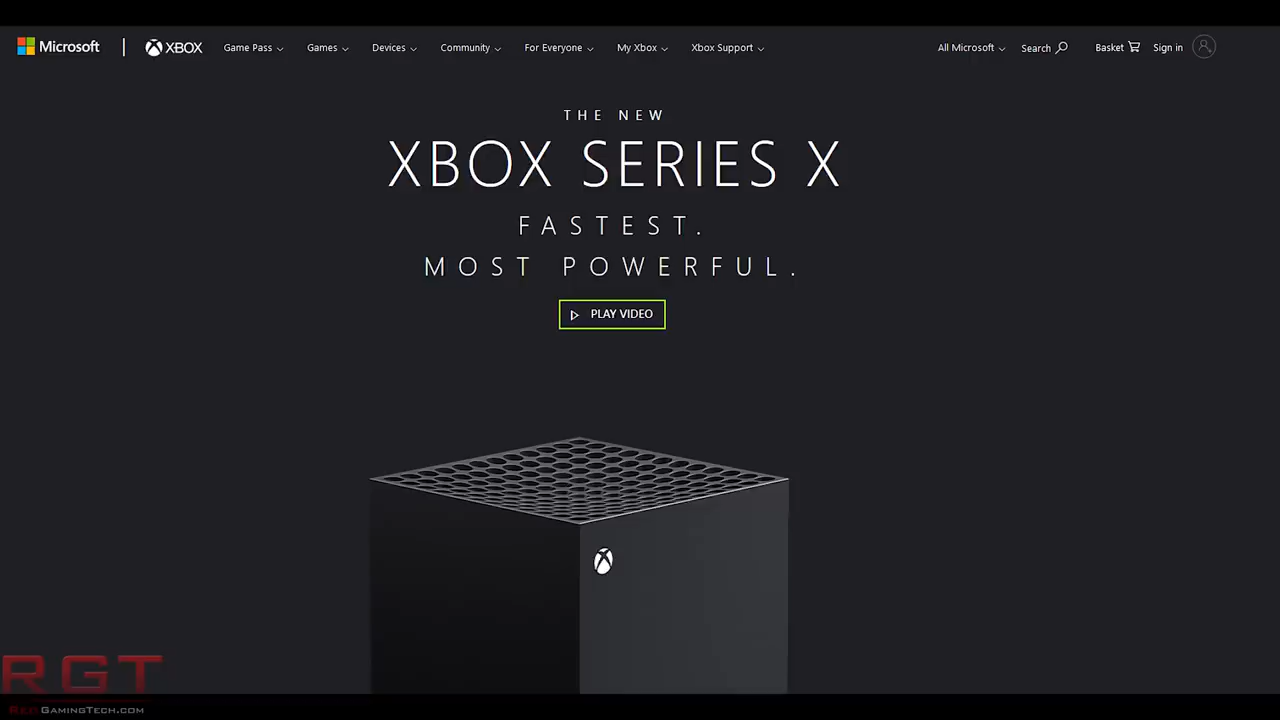 Microsoft XBOX Game Pass Games Devices Community For Everyone My Xbox Xbox Support All Microsoft Search Basket Sign in
THE NEW
XBOX SERIES X
FASTEST.
MOST POWERFUL.
PLAY VIDEO
RGT
REDGAMINGTECH.COM